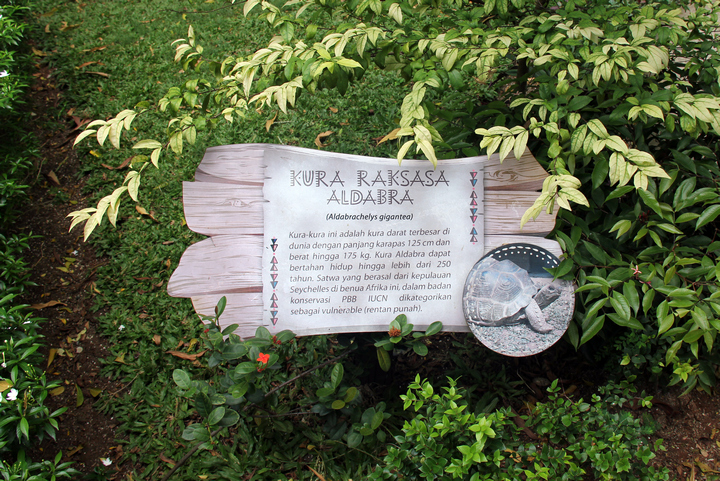 KURA RAKSASA
ALDABRA
(Aldabrachelys gigantea)
Kura-kura ini adalah kura darat terbesar di
dunia dengan panjang karapas 125 cm dan
berat hingga 175 kg. Kura Aldabra dapat
bertahan hidup hingga lebih dari 250
tahun. Satwa yang berasal dari kepulauan
Seychelles di benua Afrika ini, dalam badan
konservasi PBB IUCN dikategorikan
sebagai vulnerable (rentan punah).